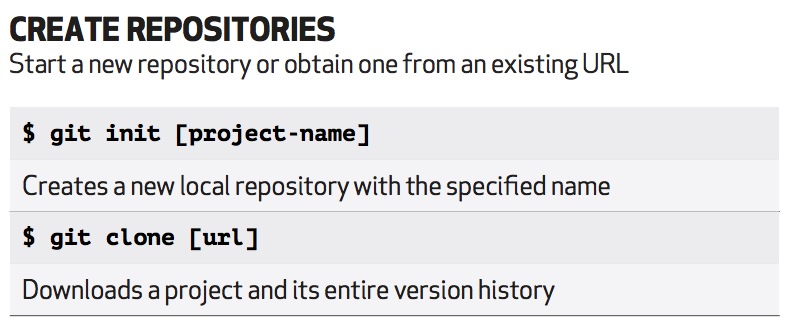 CREATE REPOSITORIES
Start a new repository or obtain one from an existing URL
$ git init [project-name]
Creates a new local repository with the specified name
$ git clone [url]
Downloads a project and its entire version history